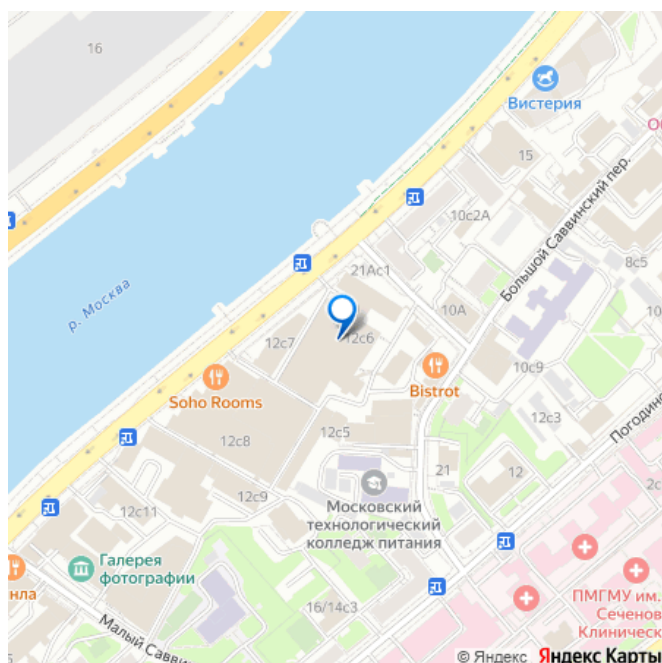 16
Вистерия
15
10с2А
Большой Саввинский пер.
8с5
р. Москва
21Ас1
10А
12с7
12с6
Soho Rooms
Bistrot
10с9
12с3
12с8
12с5
21
12
12с9
Московский
технологический
колледж питания
12с11
Галерея
фотографии
Малый Саввин
16/14с3
ПМГМУ им.
Сеченов
Клиническ
© Яндекс Яндекс Карты